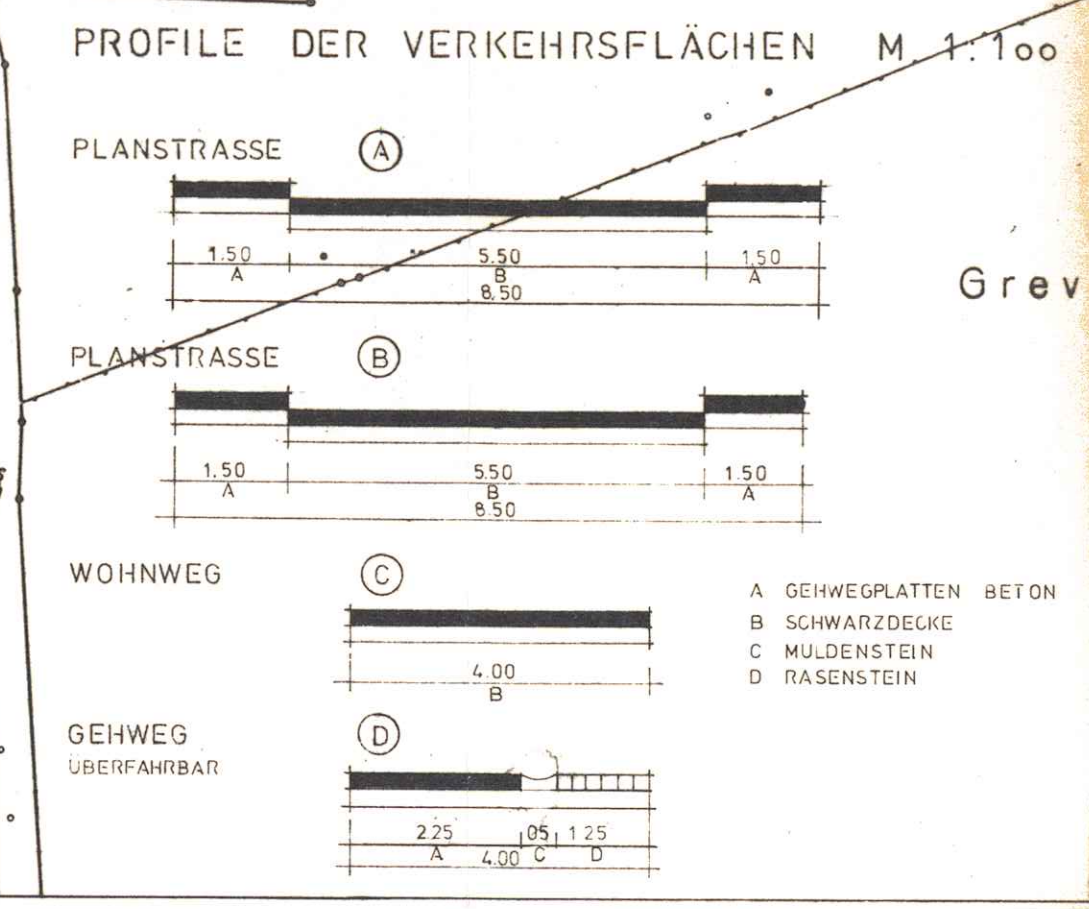 PROFILE DER VERKEHRSFLÄCHEN M. 1:100
PLANSTRASSE A
1.50 5.50 1,50
A B A
8,50
Grev
PLANSTRASSE B
1.50 5.50 1.50
A B A
8.50
WOHNWEG C
4.00
B
A GEHWEGPLATTEN BETON
B SCHWARZDECKE
C MULDENSTEIN
D RASENSTEIN
GEHWEG D
ÜBERFAHRBAR
2.25 05 1 25
A C D
4.00